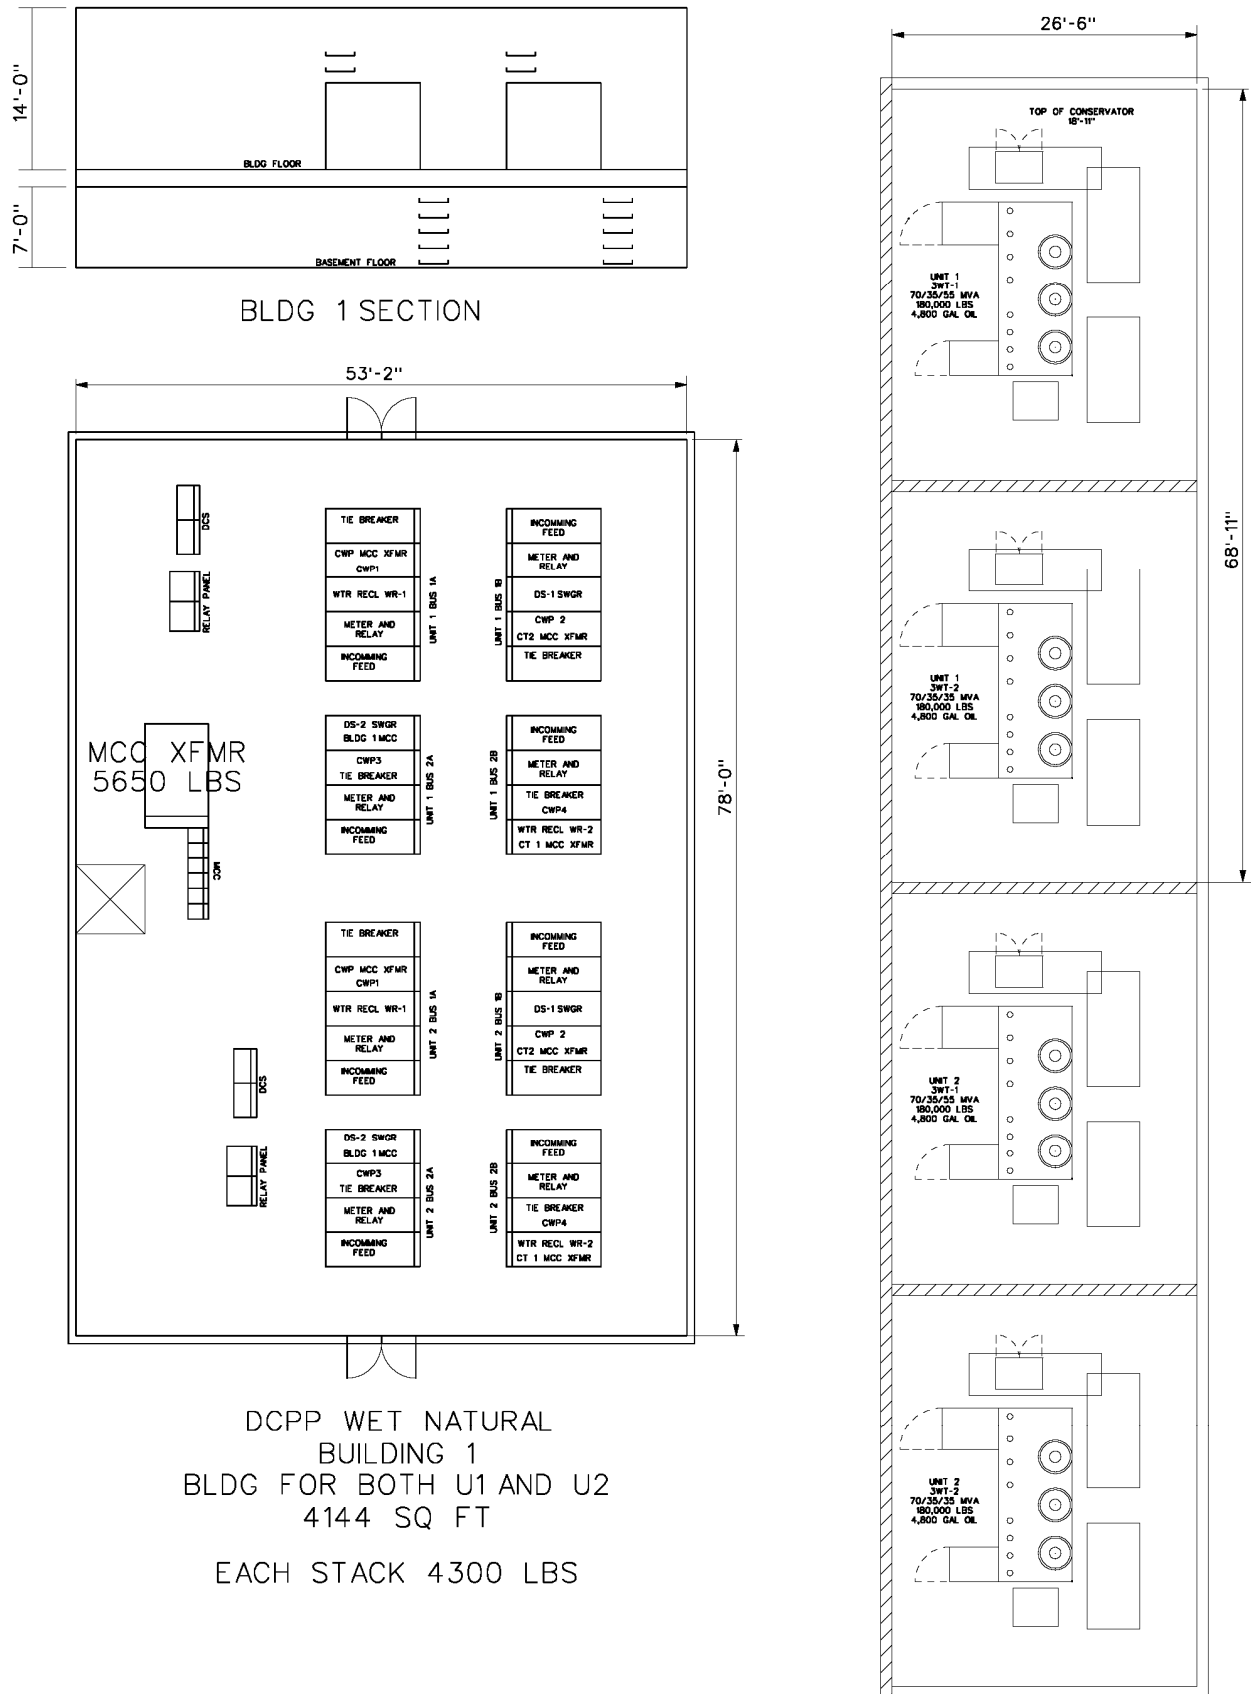 14'-0"
7'-0"
BLDG FLOOR
BASEMENT FLOOR
BLDG 1 SECTION
53'-2"
78'-0"
DCS
RELAY PANEL
MCC XFMR
5650 LBS
MCC
DCS
RELAY PANEL
TIE BREAKER
CWP MCC XFMR
CWP1
WTR RECL WR-1
METER AND
RELAY
INCOMMING
FEED
UNIT 1 BUS 1A
UNIT 1 BUS 1B
INCOMMING
FEED
METER AND
RELAY
DS-1 SWGR
CWP 2
CT2 MCC XFMR
TIE BREAKER
DS-2 SWGR
BLDG 1 MCC
CWP3
TIE BREAKER
METER AND
RELAY
INCOMMING
FEED
UNIT 1 BUS 2A
UNIT 1 BUS 2B
INCOMMING
FEED
METER AND
RELAY
TIE BREAKER
CWP4
WTR RECL WR-2
CT 1 MCC XFMR
TIE BREAKER
CWP MCC XFMR
CWP1
WTR RECL WR-1
METER AND
RELAY
INCOMMING
FEED
UNIT 2 BUS 1A
UNIT 2 BUS 1B
INCOMMING
FEED
METER AND
RELAY
DS-1 SWGR
CWP 2
CT2 MCC XFMR
TIE BREAKER
DS-2 SWGR
BLDG 1 MCC
CWP3
TIE BREAKER
METER AND
RELAY
INCOMMING
FEED
UNIT 2 BUS 2A
UNIT 2 BUS 2B
INCOMMING
FEED
METER AND
RELAY
TIE BREAKER
CWP4
WTR RECL WR-2
CT 1 MCC XFMR
DCPP WET NATURAL
BUILDING 1
BLDG FOR BOTH U1 AND U2
4144 SQ FT
EACH STACK 4300 LBS
26'-6"
68'-11"
TOP OF CONSERVATOR
18'-11"
UNIT 1
3WT-1
70/35/55 MVA
180,000 LBS
4,800 GAL OIL
UNIT 1
3WT-2
70/35/35 MVA
180,000 LBS
4,800 GAL OIL
UNIT 2
3WT-1
70/35/55 MVA
180,000 LBS
4,800 GAL OIL
UNIT 2
3WT-2
70/35/35 MVA
180,000 LBS
4,800 GAL OIL